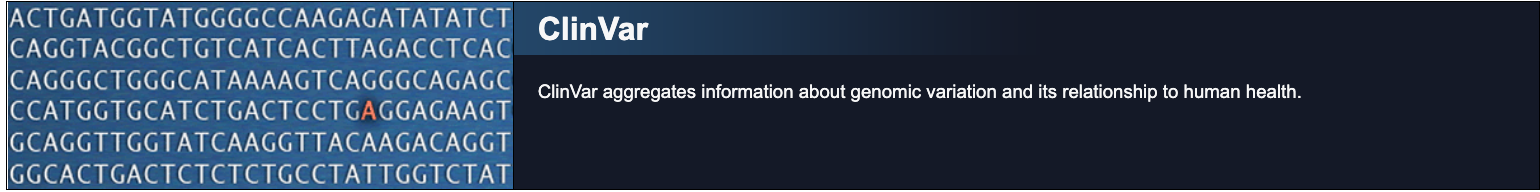 ACTGATGGTATGGGGCCAAGAGATATATCT
CAGGTACGGCTGTCATCACTTAGACCTCAC
CAGGGCTGGGCATAAAAGTCAGGGCAGAGC
CCATGGTGCATCTGACTCCTGAGGAGAAGT
GCAGGTTGGTATCAAGGTTACAAGACAGGT
GGCACTGACTCTCTCTGCCTATTGGTCTAT
ClinVar
ClinVar aggregates information about genomic variation and its relationship to human health.